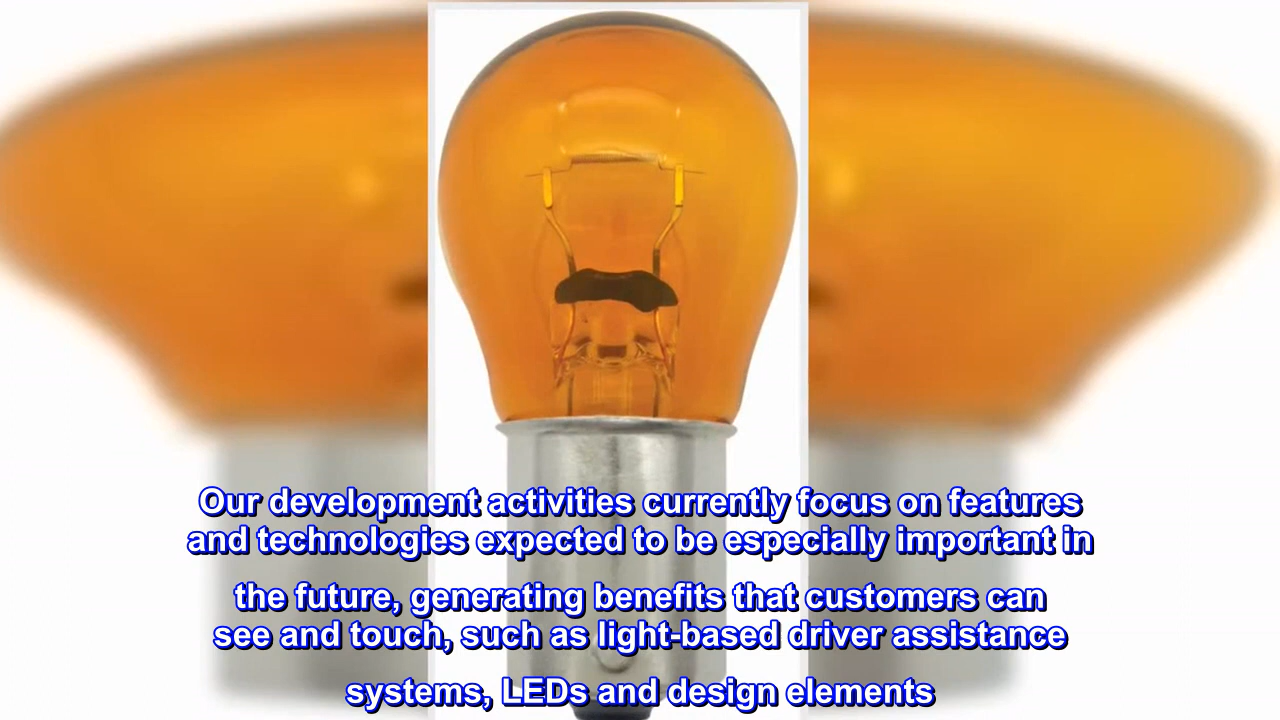 Our development activities currently focus on features
and technologies expected to be especially important in
the future, generating benefits that customers can
see and touch, such as light-based driver assistance
systems, LEDs and design elements